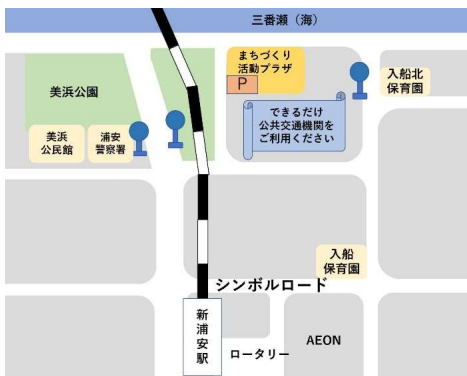 三番瀬（海）
まちづくり
活動プラザ
P
美浜公園
入船北
保育園
できるだけ
公共交通機関を
ご利用ください
美浜
公民館
浦安
警察署
入船
保育園
シンボルロード
新浦安駅
ロータリー
AEON